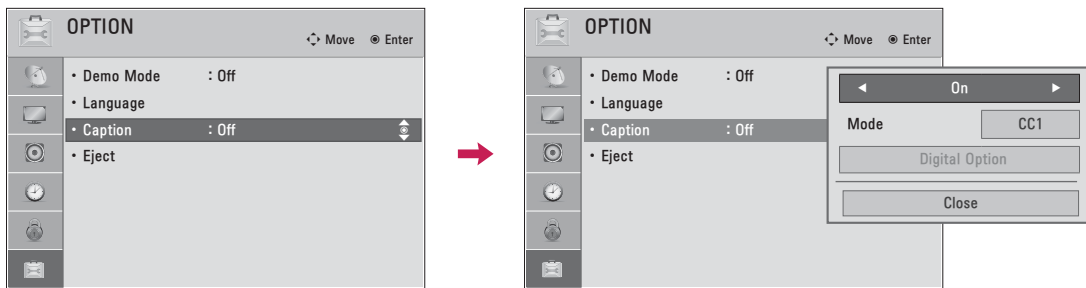 OPTION
Move Enter
• Demo Mode : Off
• Language
• Caption : Off
• Eject
OPTION
Move Enter
• Demo Mode : Off
• Language
• Caption : Off
• Eject
◄ On ►
Mode CC1
Digital Option
Close